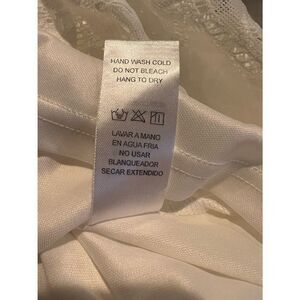 HAND WASH COLD
DO NOT BLEACH
HANG TO DRY
LAVAR A MANO
EN AGUA FRIA
NO USAR
BLANQUEADOR
SECAR EXTENDIDO